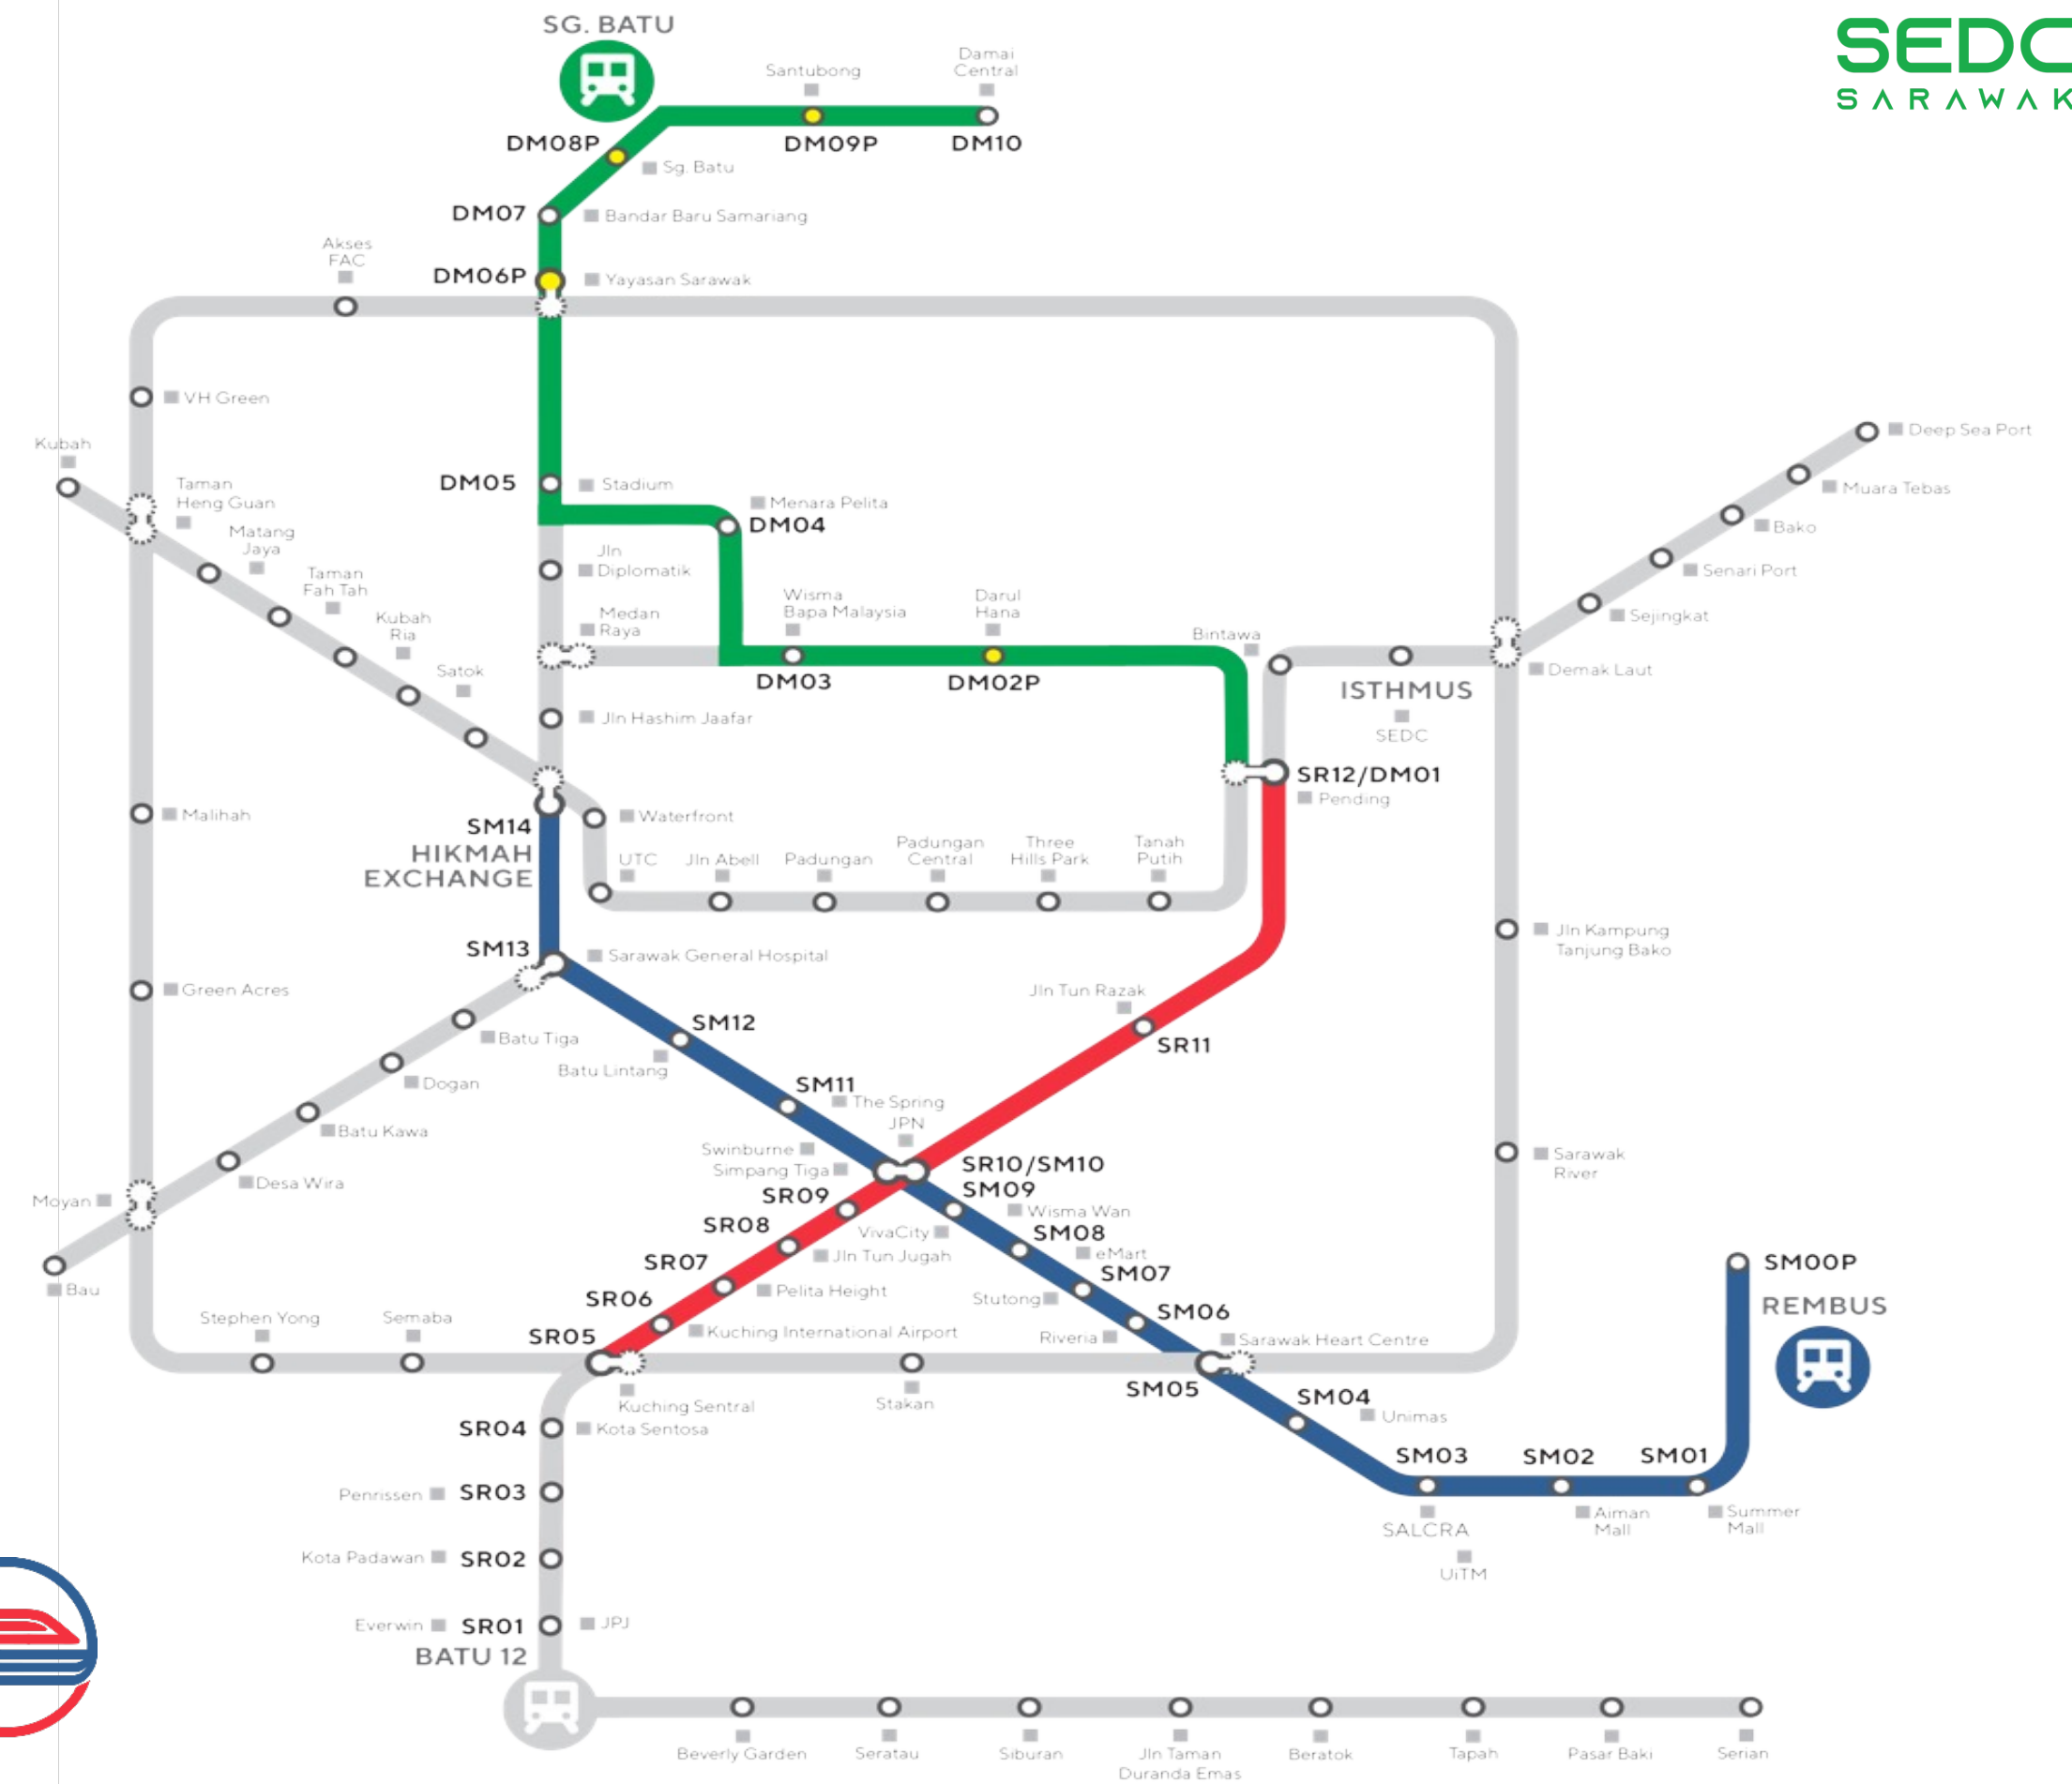 SG. BATU
SEDC
SARAWAK
Damai
Central
Santubong
DM08P
DM09P
DM10
Sg. Batu
DM07
Bandar Baru Samariang
Akses
FAC
DM06P
Yayasan Sarawak
VH Green
Kubah
Deep Sea Port
Taman
Heng Guan
DM05
Stadium
Muara Tebas
Menara Pelita
DM04
Bako
Matang
Jaya
Jln
Diplomatik
Senari Port
Taman
Fah Tah
Wisma
Bapa Malaysia
Darul
Hana
Kubah
Ria
Medan
Raya
Sejingkat
Bintawa
Satok
DM03
DM02P
ISTHMUS
Demak Laut
Jln Hashim Jaafar
SEDC
SR12/DM01
Pending
Malihah
SM14
Waterfront
HIKMAH
EXCHANGE
UTC
Jln Abell
Padungan
Padungan
Central
Three
Hills Park
Tanah
Putih
SM13
Sarawak General Hospital
Jln Kampung
Tanjung Bako
Green Acres
Jln Tun Razak
SM12
Batu Tiga
SR11
Batu Lintang
Dogan
SM11
The Spring
JPN
Batu Kawa
Swinburne
Simpang Tiga
SR10/SM10
SM09
Sarawak
River
Desa Wira
SR09
Moyan
Wisma Wan
SR08
VivaCity
SM08
Jln Tun Jugah
eMart
SR07
SM07
SM00P
Bau
Pelita Height
Stutong
REMBUS
SR06
SM06
Stephen Yong
Semaba
SR05
Kuching International Airport
Riveria
Sarawak Heart Centre
SM05
Kuching Sentral
Stakan
SM04
Unimas
SR04
Kota Sentosa
SM03
SM02
SM01
Penrissen
SR03
SALCRA
Aiman
Mall
Summer
Mall
Kota Padawan
SR02
UiTM
Everwin
SR01
JPJ
BATU 12
Beverly Garden
Seratau
Siburan
Jln Taman
Duranda Emas
Beratok
Tapah
Pasar Baki
Serian